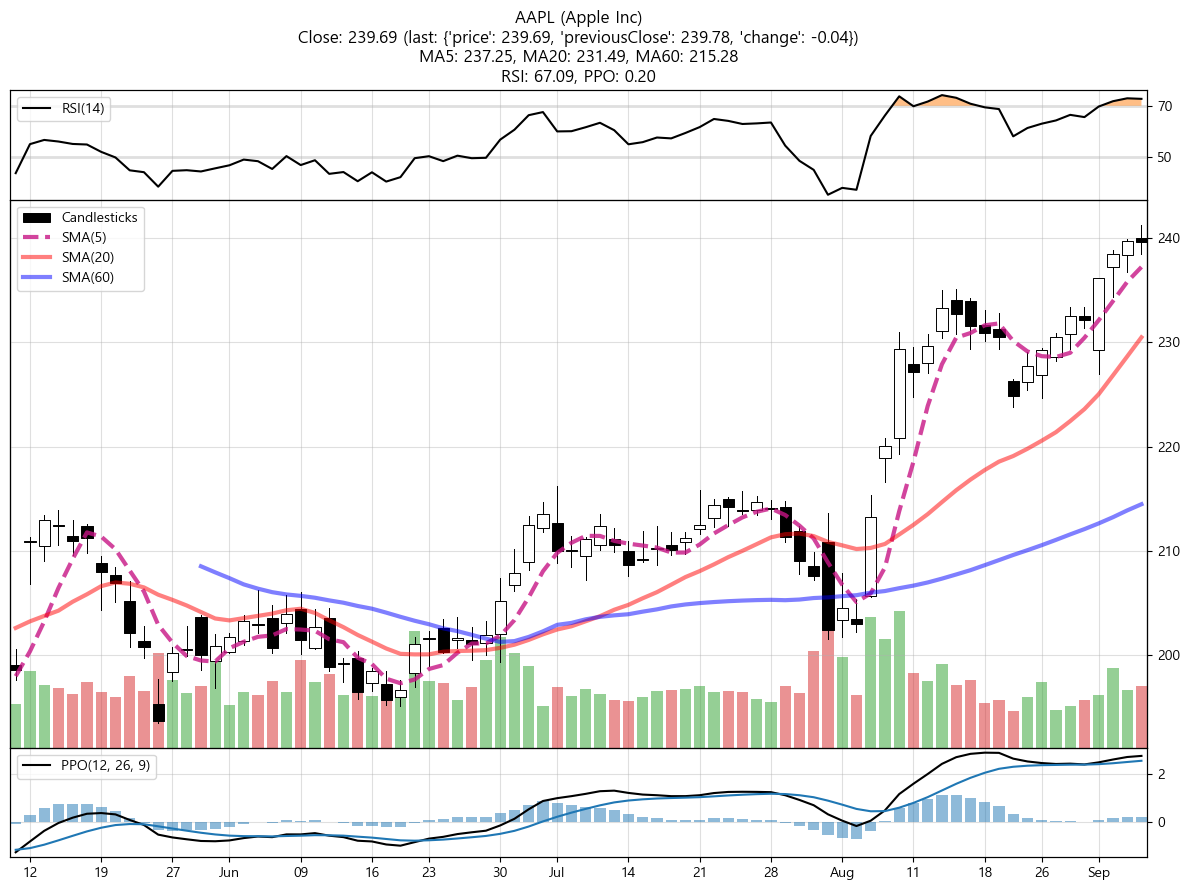 AAPL (Apple Inc)
Close: 239.69 (last: {'price': 239.69, 'previousClose': 239.78, 'change': -0.04})
MA5: 237.25, MA20: 231.49, MA60: 215.28
RSI: 67.09, PPO: 0.20
RSI(14)
70
50
Candlesticks
SMA(5)
SMA(20)
SMA(60)
240
230
220
210
200
PPO(12, 26, 9)
2
0
12 19 27 Jun 09 16 23 30 Jul 14 21 28 Aug 11 18 26 Sep